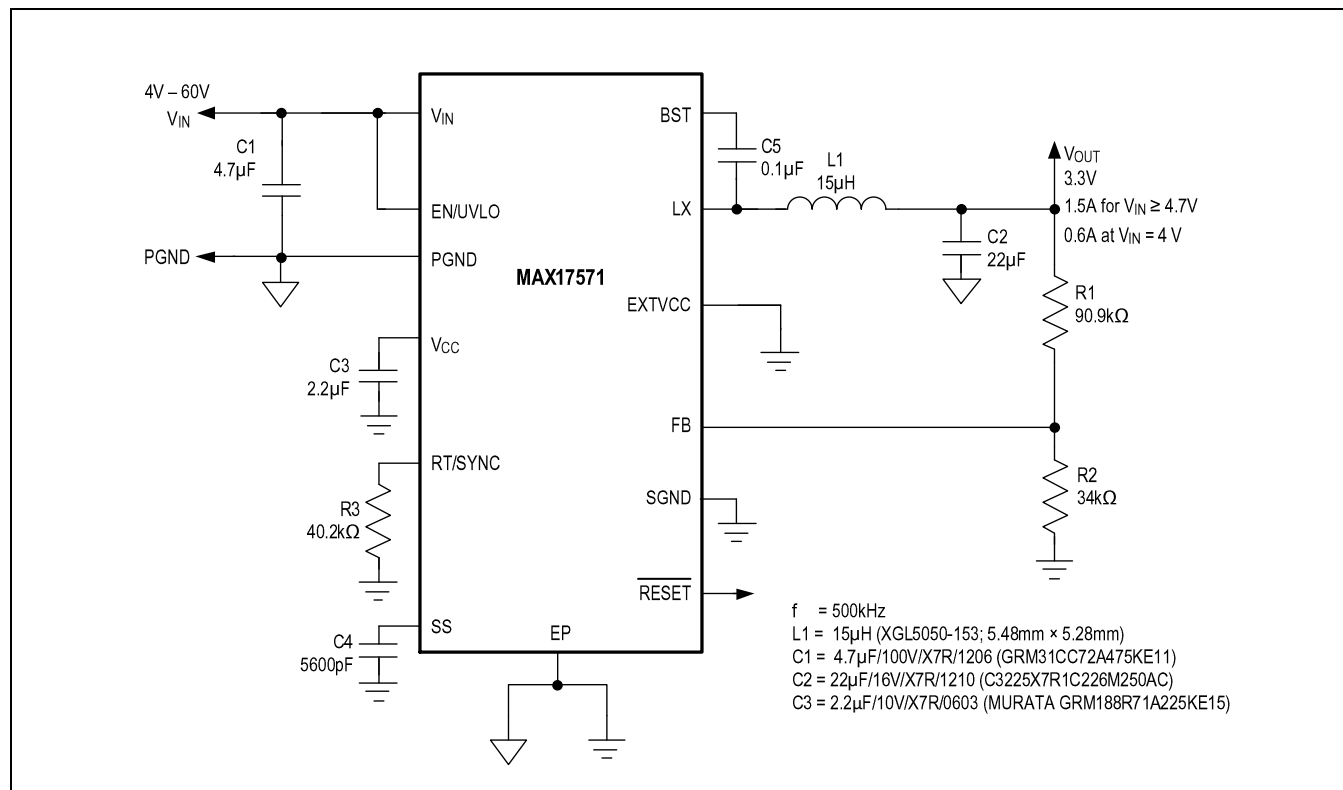 4V – 60V
VIN
C1
4.7µF
PGND
VIN
EN/UVLO
PGND
VCC
C3
2.2µF
RT/SYNC
R3
40.2kΩ
SS
C4
5600pF
EP
MAX17571
BST
C5
0.1µF
L1
15µH
LX
C2
22µF
VOUT
3.3V
1.5A for VIN ≥ 4.7V
0.6A at VIN = 4 V
EXTVCC
R1
90.9kΩ
FB
SGND
R2
34kΩ
RESET
f = 500kHz
L1 = 15µH (XGL5050-153; 5.48mm × 5.28mm)
C1 = 4.7µF/100V/X7R/1206 (GRM31CC72A475KE11)
C2 = 22µF/16V/X7R/1210 (C3225X7R1C226M250AC)
C3 = 2.2µF/10V/X7R/0603 (MURATA GRM188R71A225KE15)